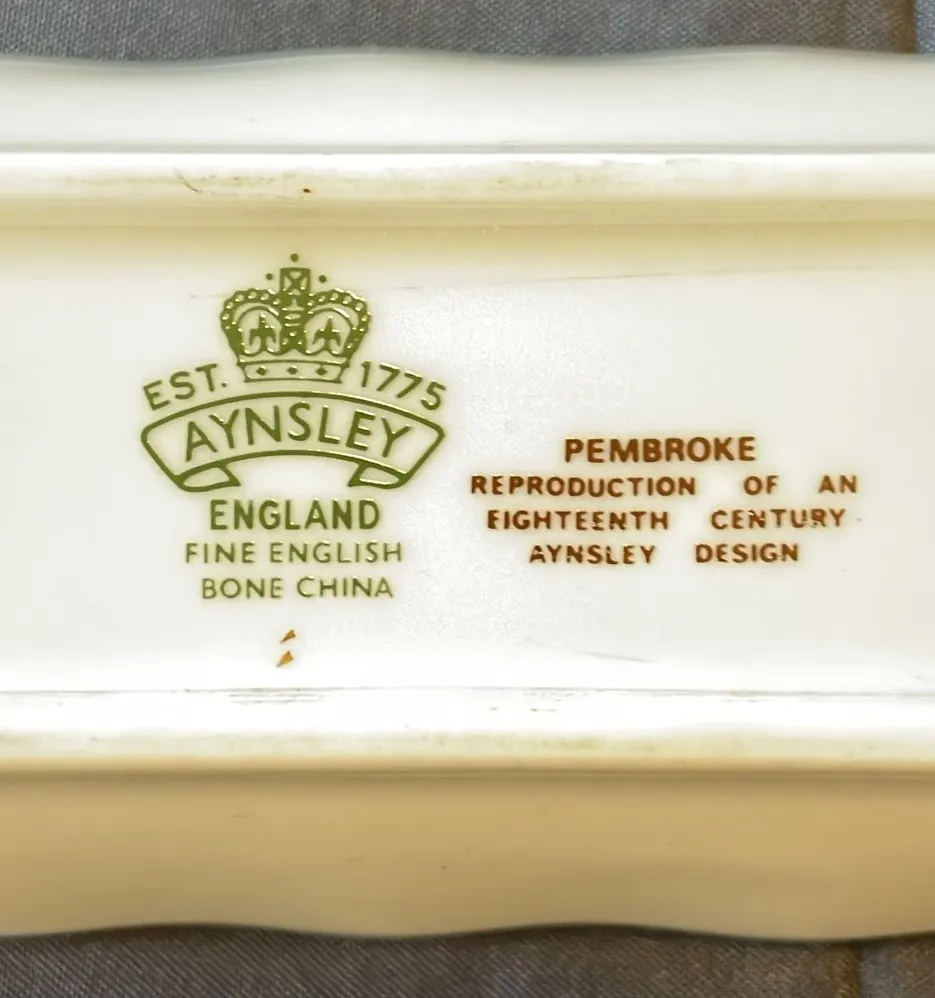 EST. 1775
AYNSLEY
ENGLAND
FINE ENGLISH
BONE CHINA
PEMBROKE
REPRODUCTION OF AN
EIGHTEENTH CENTURY
AYNSLEY DESIGN